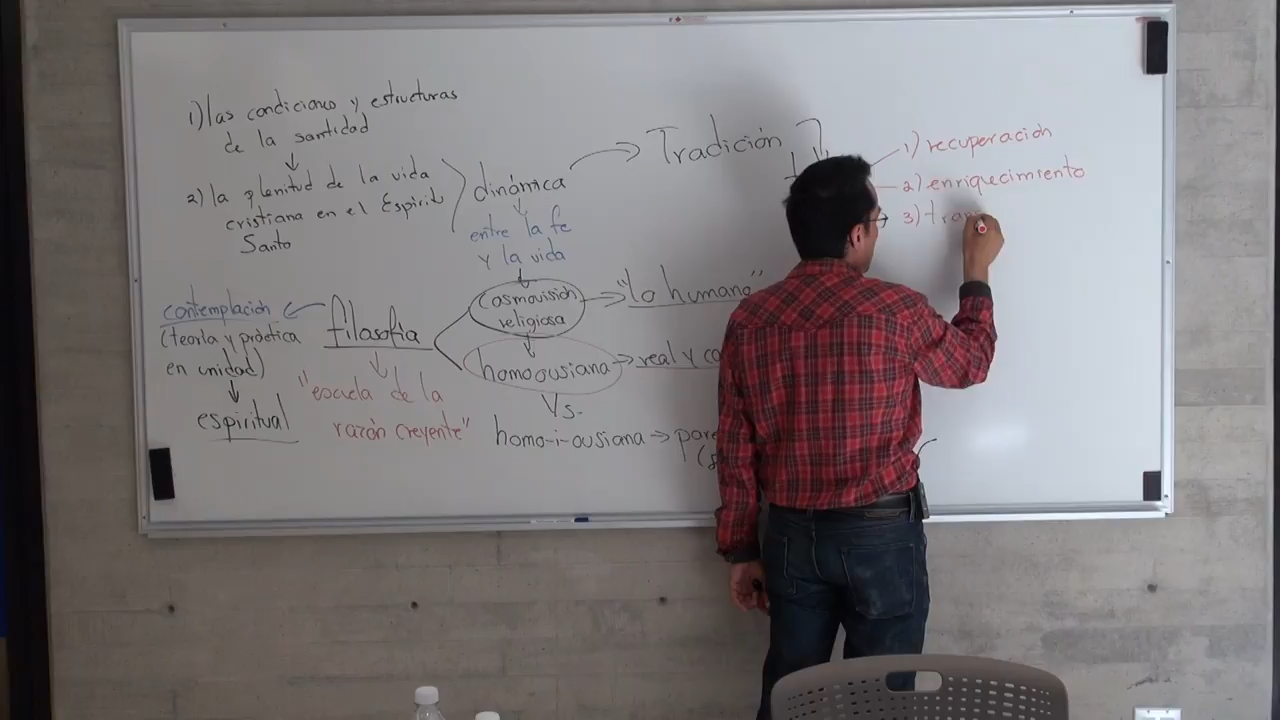 1) las condiciones y estructuras
de la santidad
2) la plenitud de la vida
cristiana en el Espíritu
Santo
dinámica
entre la fe
y la vida
Tradición
1) recuperación
2) enriquecimiento
3) tran
contemplación
(teoría y práctica
en unidad)
espiritual
filosofía
"escuela de la
razón creyente"
Cosmovisión
religiosa
"lo humano"
homoousiana
real y co
Vs.
homo-i-ousiana